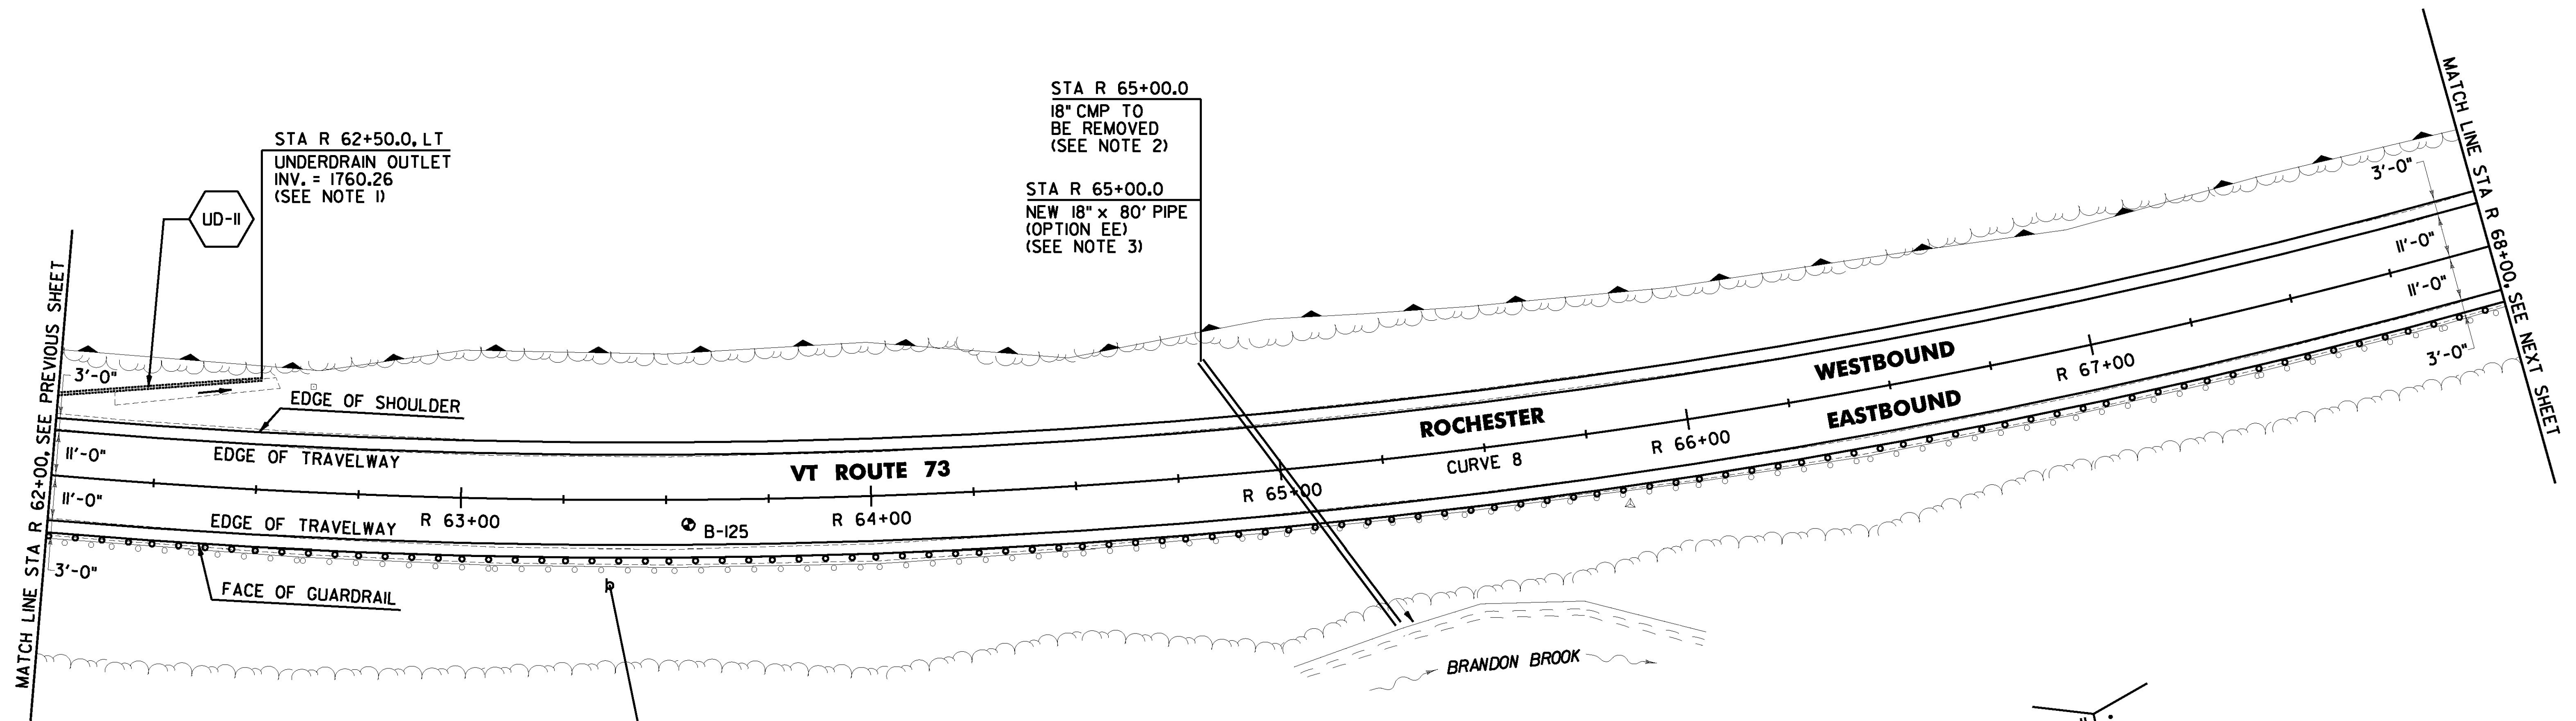 STA R 65+00.0
18" CMP TO
BE REMOVED
(SEE NOTE 2)
STA R 62+50.0, LT
UNDERDRAIN OUTLET
INV. = 1760.26
(SEE NOTE 1)
UD-11
STA R 65+00.0
NEW 18" x 80' PIPE
(OPTION EE)
(SEE NOTE 3)
MATCH LINE STA R 62+00, SEE PREVIOUS SHEET
MATCH LINE STA R 68+00, SEE NEXT SHEET
3'-0"
11'-0"
11'-0"
3'-0"
3'-0"
11'-0"
11'-0"
3'-0"
EDGE OF SHOULDER
EDGE OF TRAVELWAY
EDGE OF TRAVELWAY
FACE OF GUARDRAIL
VT ROUTE 73
ROCHESTER
WESTBOUND
EASTBOUND
CURVE 8
R 63+00
R 64+00
R 65+00
R 66+00
R 67+00
B-125
BRANDON BROOK